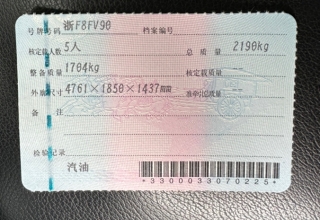 号牌号码 浙F8FV90 档案编号
核定载人数 5人 总质量 2190kg
整备质量 1704kg 核定载质量
外廓尺寸 4761×1850×1437mm 准牵引总质量
备注
检验记录
汽油
*3300033070225*